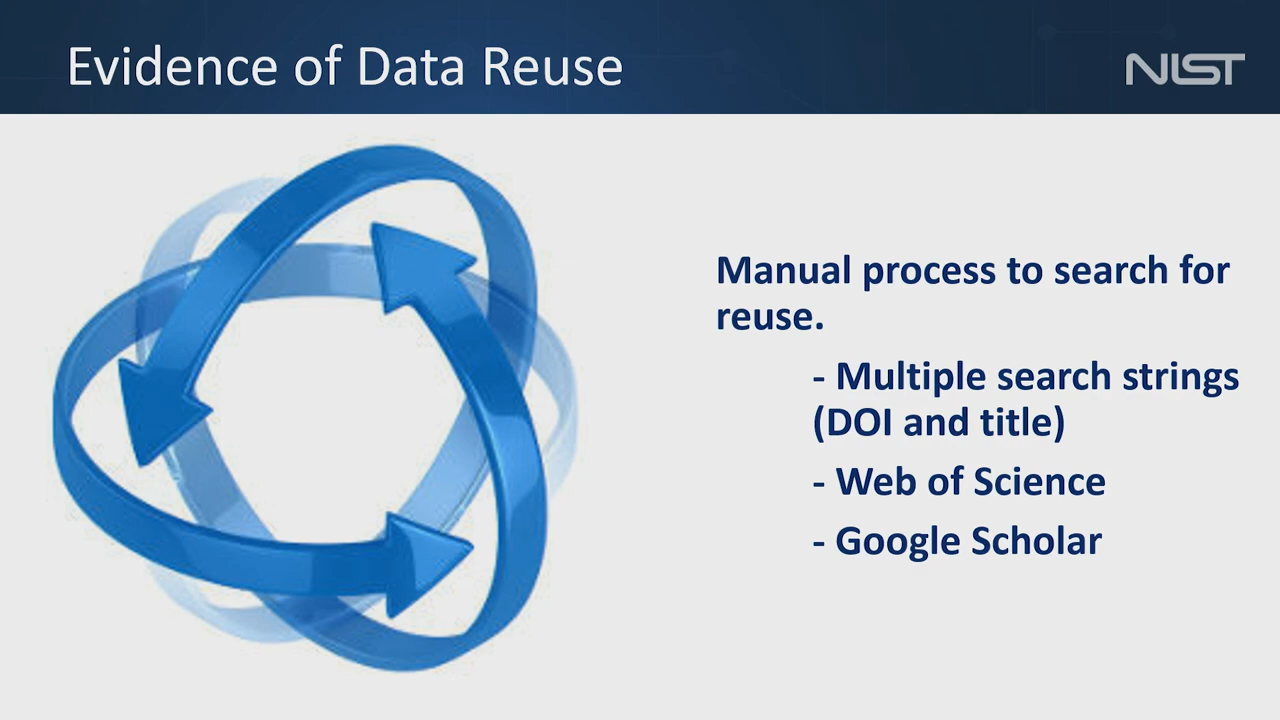 Evidence of Data Reuse
NIST
Manual process to search for
reuse.
- Multiple search strings
(DOI and title)
- Web of Science
- Google Scholar